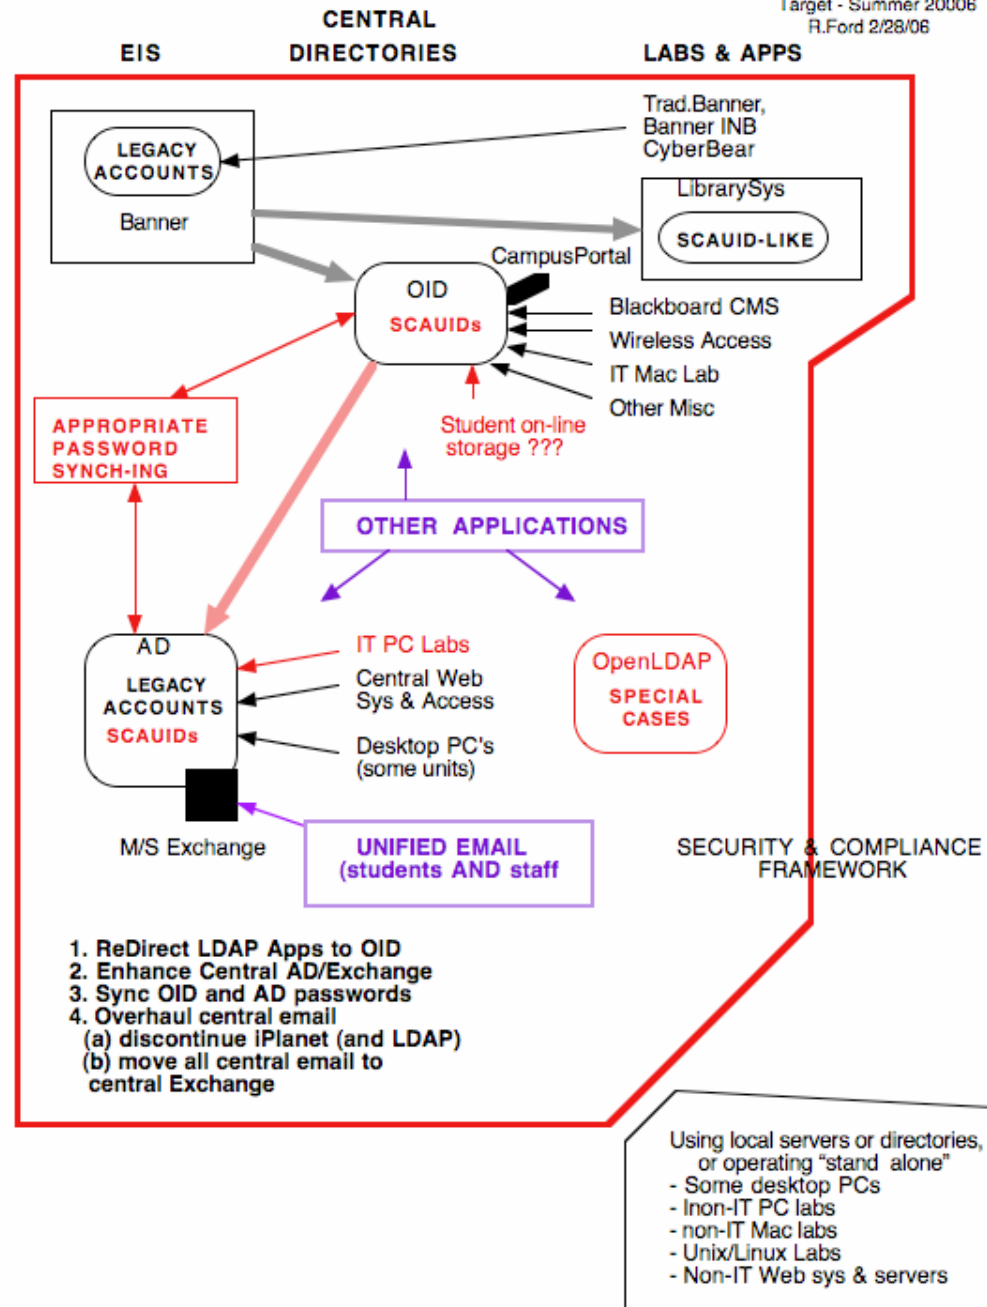 Target - Summer 20006
R.Ford 2/28/06
EIS
CENTRAL
DIRECTORIES
LABS & APPS
LEGACY
ACCOUNTS
Banner
Trad.Banner,
Banner INB
CyberBear
LibrarySys
SCAUID-LIKE
CampusPortal
OID
SCAUIDs
Blackboard CMS
Wireless Access
IT Mac Lab
Other Misc
Student on-line
storage ???
APPROPRIATE
PASSWORD
SYNCH-ING
OTHER APPLICATIONS
AD
LEGACY
ACCOUNTS
SCAUIDs
IT PC Labs
Central Web
Sys & Access
Desktop PC's
(some units)
OpenLDAP
SPECIAL
CASES
M/S Exchange
UNIFIED EMAIL
(students AND staff
SECURITY & COMPLIANCE
FRAMEWORK
1. ReDirect LDAP Apps to OID
2. Enhance Central AD/Exchange
3. Sync OID and AD passwords
4. Overhaul central email
(a) discontinue iPlanet (and LDAP)
(b) move all central email to
central Exchange
Using local servers or directories,
or operating “stand alone”
- Some desktop PCs
- Inon-IT PC labs
- non-IT Mac labs
- Unix/Linux Labs
- Non-IT Web sys & servers